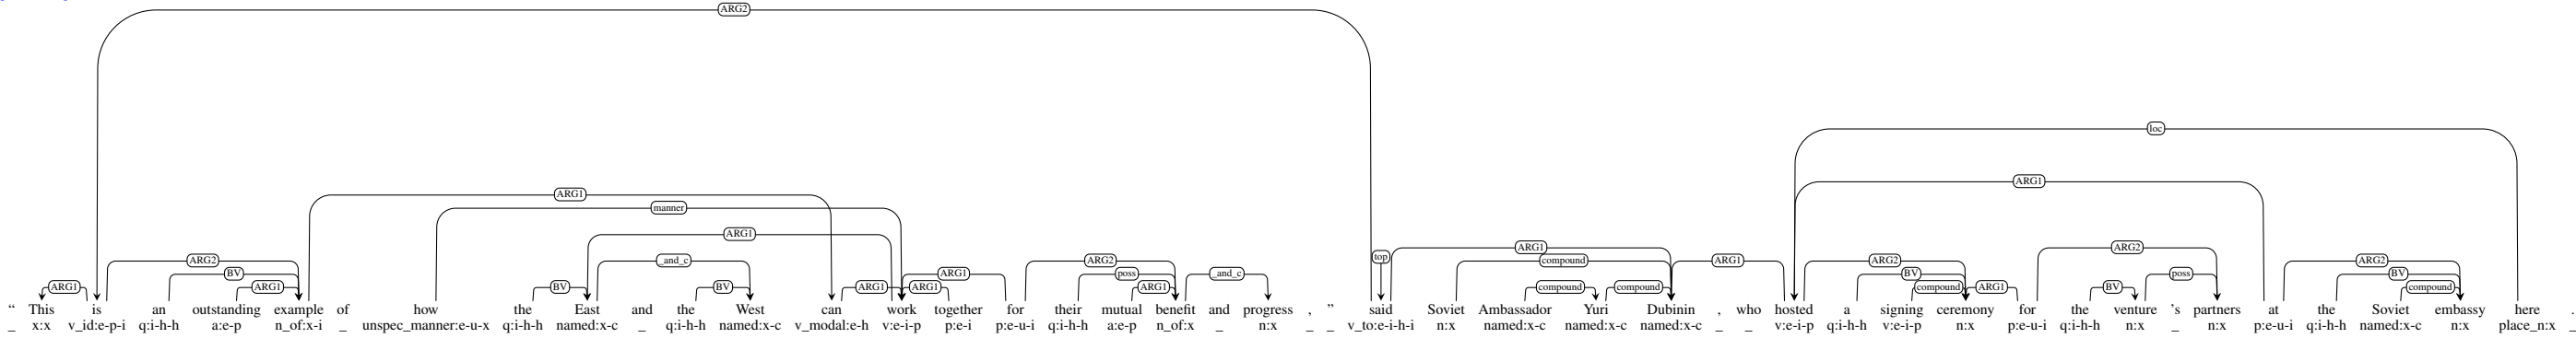 ARG2
loc
ARG1
ARG1
manner
ARG1
ARG2 _and_c ARG2 top ARG1 compound ARG1 ARG2 ARG2 ARG2
BV ARG1 poss _and_c BV poss BV
ARG1 ARG1 BV BV ARG1 ARG1 ARG1 compound compound compound ARG1 BV compound
“ This is an outstanding example of how the East and the West can work together for their mutual benefit and progress , ” said Soviet Ambassador Yuri Dubinin , who hosted a signing ceremony for the venture 's partners at the Soviet embassy here .
_ x:x v_id:e-p-i q:i-h-h a:e-p n_of:x-i _ unspec_manner:e-u-x q:i-h-h named:x-c _ q:i-h-h named:x-c v_modal:e-h v:e-i-p p:e-i p:e-u-i q:i-h-h a:e-p n_of:x _ n:x _ _ v_to:e-i-h-i n:x named:x-c named:x-c named:x-c _ _ v:e-i-p q:i-h-h v:e-i-p n:x p:e-u-i q:i-h-h n:x _ n:x p:e-u-i q:i-h-h named:x-c n:x place_n:x _